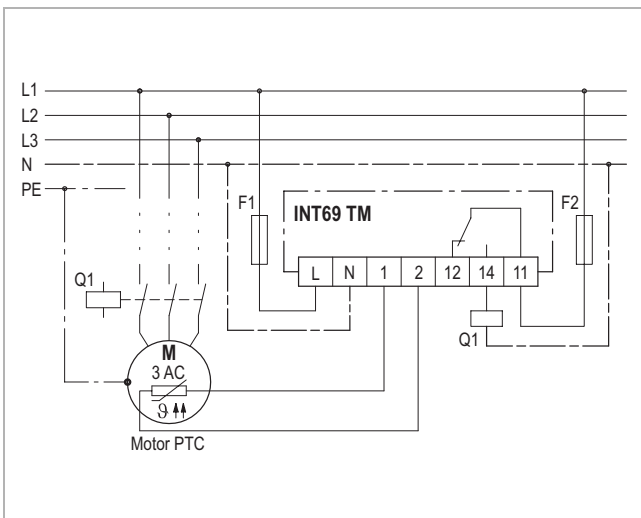 L1
L2
L3
N
PE
F1
INT69 TM
F2
L N 1 2 12 14 11
Q1
Q1
M
3 AC
ϑ
Motor PTC